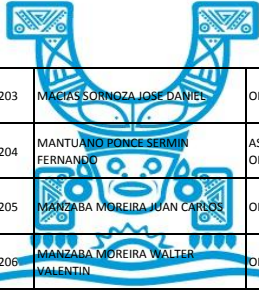 203 MACIAS SORNOZA JOSE DANIEL
204 MANTUANO PONCE SERMIN
FERNANDO
205 MANZABA MOREIRA JUAN CARLOS
206 MANZABA MOREIRA WALTER
VALENTIN